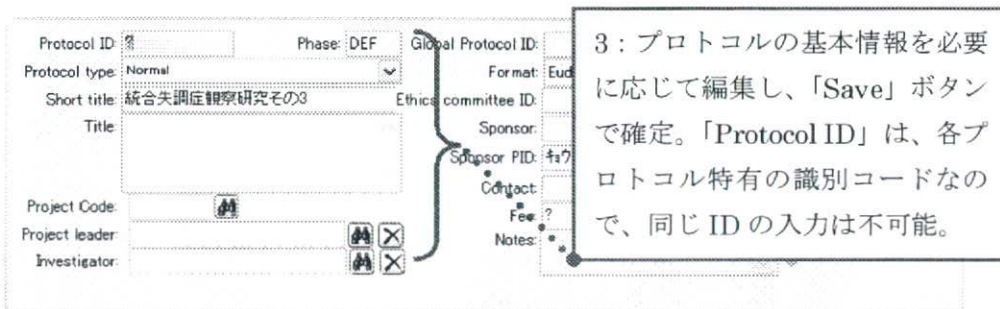 Protocol ID: ?
Phase: DEF
Global Protocol ID:
Protocol type: Normal
Format: Eud
Short title: 統合失調症観察研究その3
Ethical committee ID:
Title:
Sponsor:
Sponsor PID: ｷｮｳ
Contact:
Project Code:
Fee: ?
Project leader:
Notes:
Investigator:
3：プロトコルの基本情報を必要
に応じて編集し、「Save」ボタン
で確定。「Protocol ID」は、各プ
ロトコル特有の識別コードなの
で、同じ ID の入力は不可能。